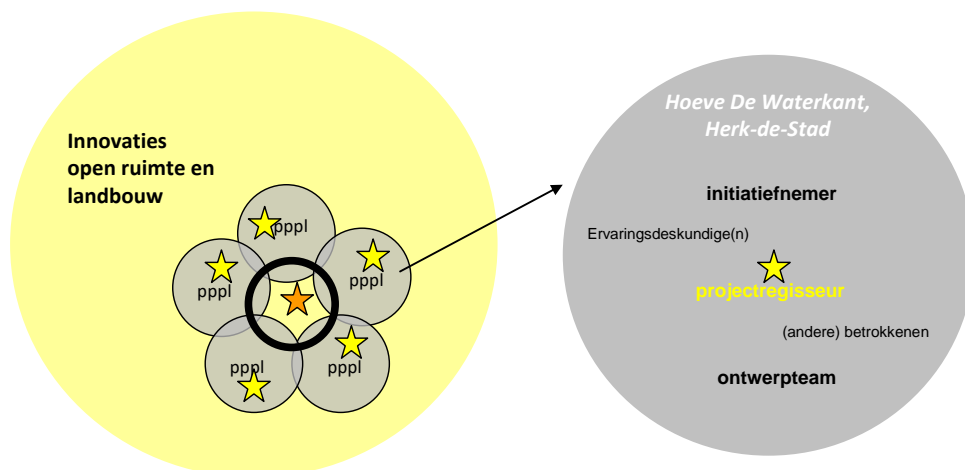 Innovaties
open ruimte en
landbouw
pppl
pppl
pppl
pppl
pppl
Hoeve De Waterkant,
Herk-de-Stad
initiatiefnemer
Ervaringsdeskundige(n)
projectregisseur
(andere) betrokkenen
ontwerpteam